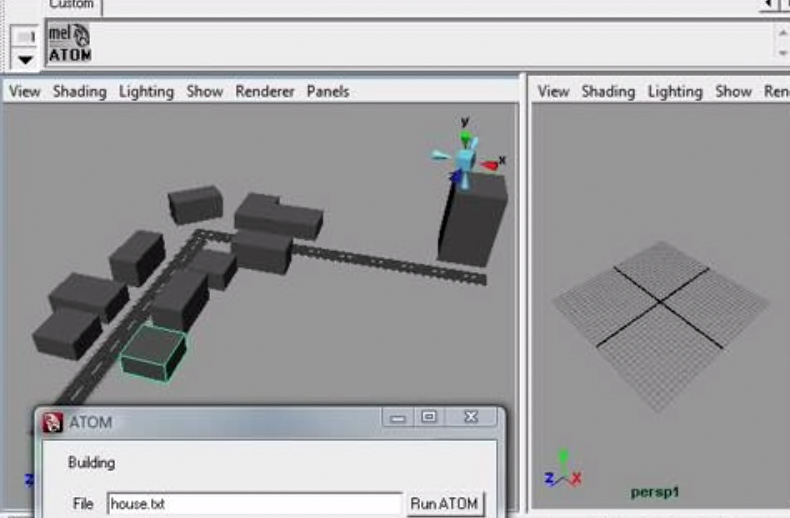 Custom
mel
ATOM
View Shading Lighting Show Renderer Panels
View Shading Lighting Show
y
x
z
persp1
z x
ATOM
Building
File house.txt Run ATOM